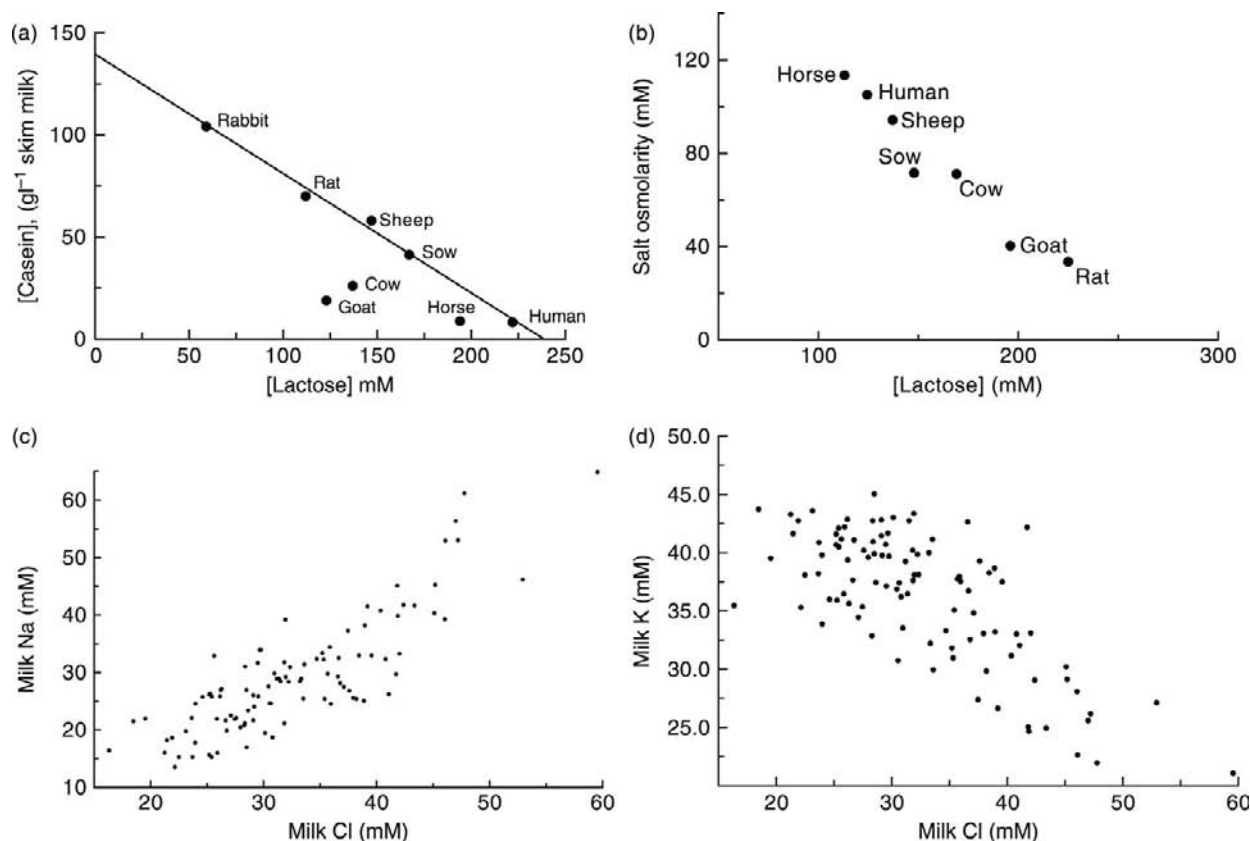 (a)
150
100
50
0
[Casein], (gl⁻¹ skim milk)
Rabbit
Rat
Sheep
Sow
Cow
Goat
Horse
Human
0 50 100 150 200 250
[Lactose] mM
(b)
120
80
40
0
Salt osmolarity (mM)
Horse
Human
Sheep
Sow
Cow
Goat
Rat
100 200 300
[Lactose] (mM)
(c)
60
50
40
30
20
10
Milk Na (mM)
20 30 40 50 60
Milk Cl (mM)
(d)
50.0
45.0
40.0
35.0
30.0
25.0
Milk K (mM)
20 30 40 50 60
Milk Cl (mM)